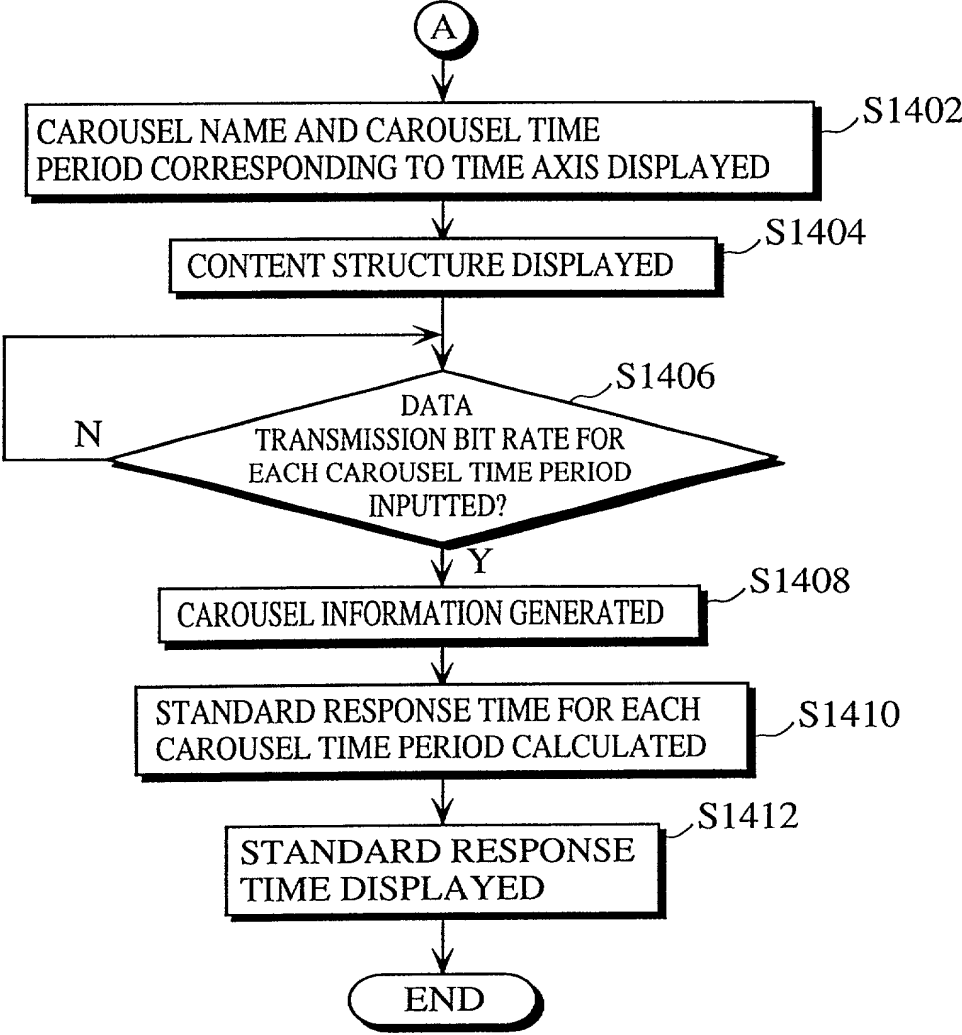 A
CAROUSEL NAME AND CAROUSEL TIME
PERIOD CORRESPONDING TO TIME AXIS DISPLAYED
S1402
CONTENT STRUCTURE DISPLAYED
S1404
DATA
TRANSMISSION BIT RATE FOR
EACH CAROUSEL TIME PERIOD
INPUTTED?
S1406
N
Y
CAROUSEL INFORMATION GENERATED
S1408
STANDARD RESPONSE TIME FOR EACH
CAROUSEL TIME PERIOD CALCULATED
S1410
STANDARD RESPONSE
TIME DISPLAYED
S1412
END